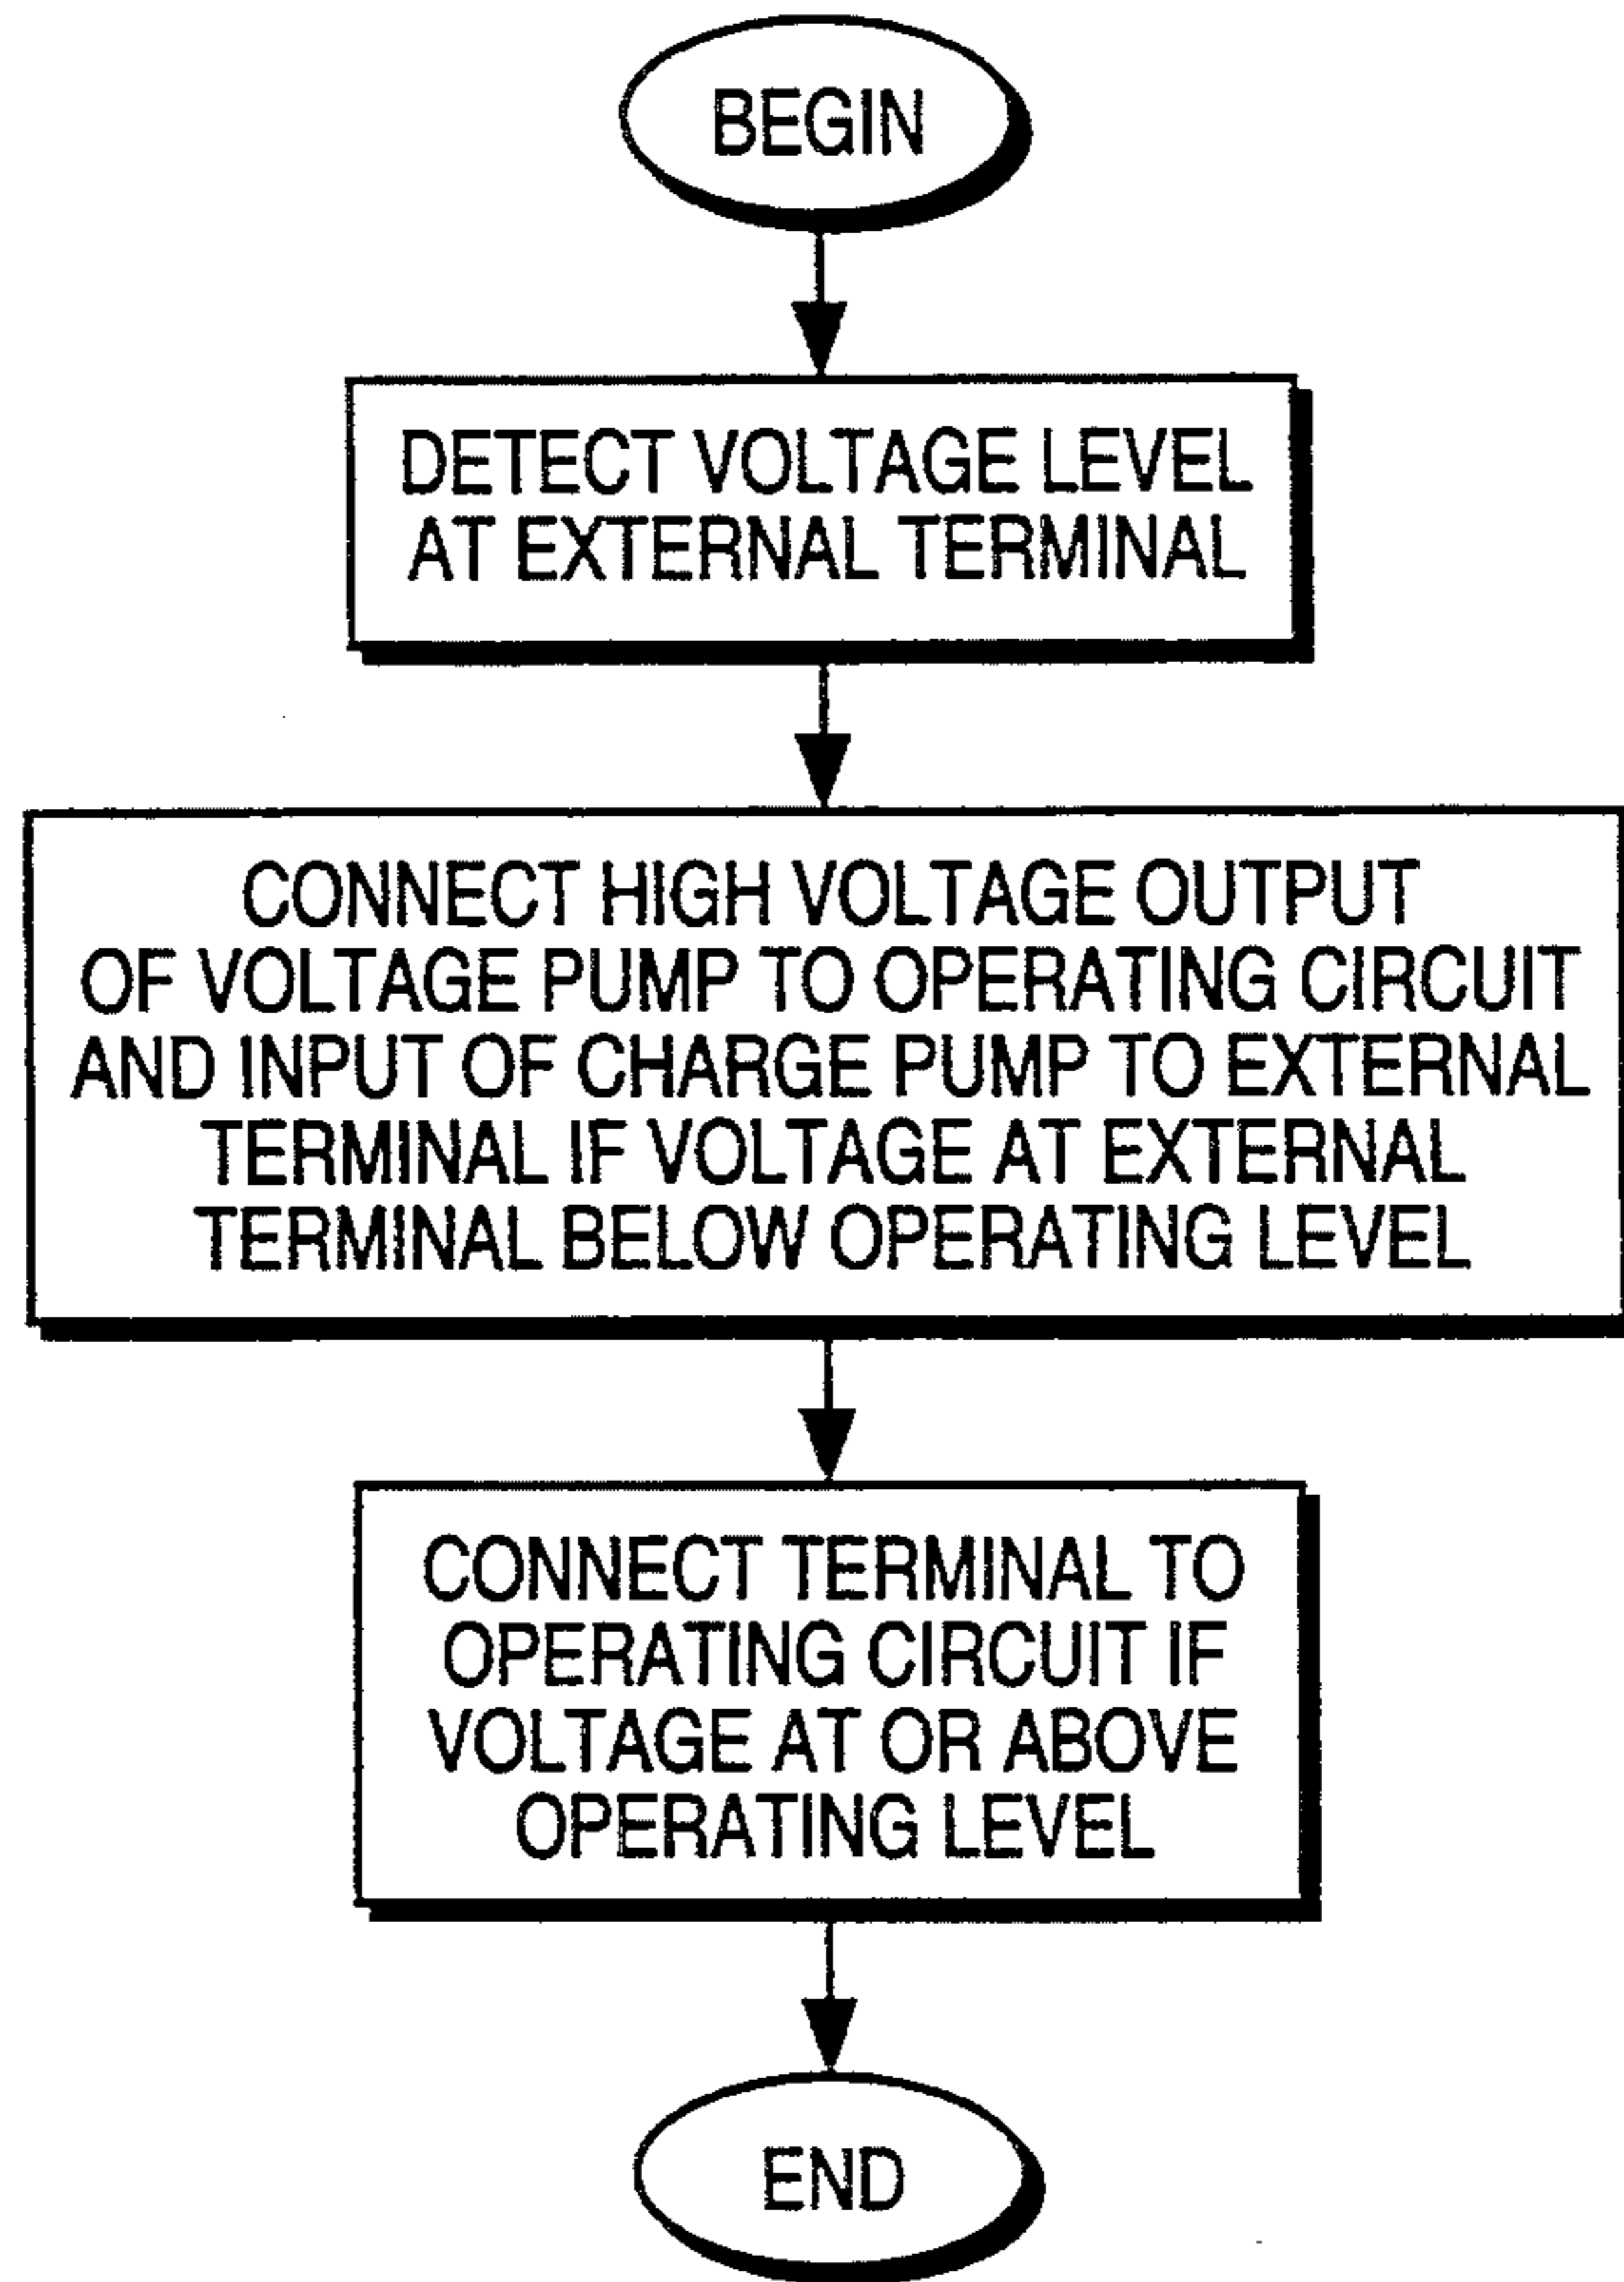 BEGIN
DETECT VOLTAGE LEVEL
AT EXTERNAL TERMINAL
CONNECT HIGH VOLTAGE OUTPUT
OF VOLTAGE PUMP TO OPERATING CIRCUIT
AND INPUT OF CHARGE PUMP TO EXTERNAL
TERMINAL IF VOLTAGE AT EXTERNAL
TERMINAL BELOW OPERATING LEVEL
CONNECT TERMINAL TO
OPERATING CIRCUIT IF
VOLTAGE AT OR ABOVE
OPERATING LEVEL
END